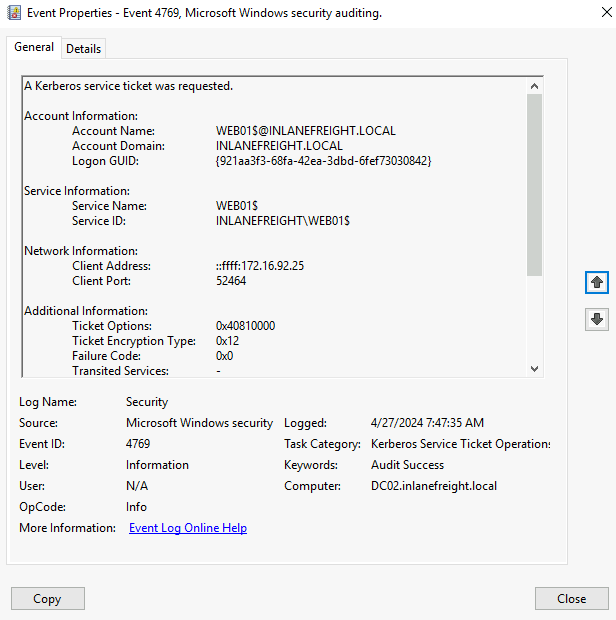 Event Properties - Event 4769, Microsoft Windows security auditing.
General Details
A Kerberos service ticket was requested.
Account Information:
Account Name: WEB01$@INLANEFREIGHT.LOCAL
Account Domain: INLANEFREIGHT.LOCAL
Logon GUID: {921aa3f3-68fa-42ea-3dbd-6fef73030842}
Service Information:
Service Name: WEB01$
Service ID: INLANEFREIGHT\WEB01$
Network Information:
Client Address: ::ffff:172.16.92.25
Client Port: 52464
Additional Information:
Ticket Options: 0x40810000
Ticket Encryption Type: 0x12
Failure Code: 0x0
Transited Services: -
Log Name: Security
Source: Microsoft Windows security Logged: 4/27/2024 7:47:35 AM
Event ID: 4769 Task Category: Kerberos Service Ticket Operations
Level: Information Keywords: Audit Success
User: N/A Computer: DC02.inlanefreight.local
OpCode: Info
More Information: Event Log Online Help
Copy Close